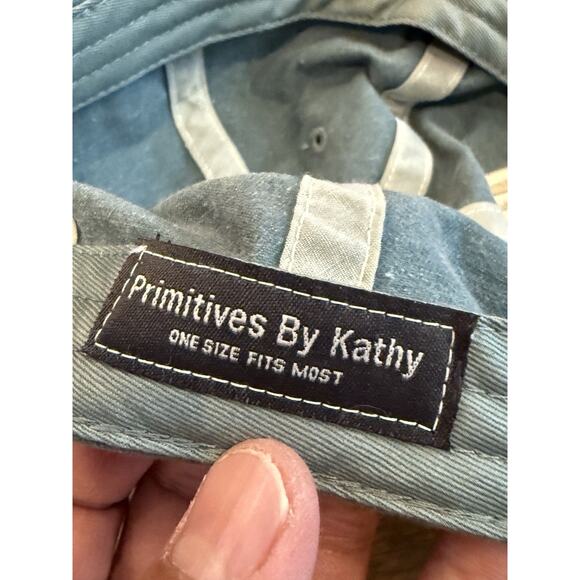 Primitives By Kathy
ONE SIZE FITS MOST